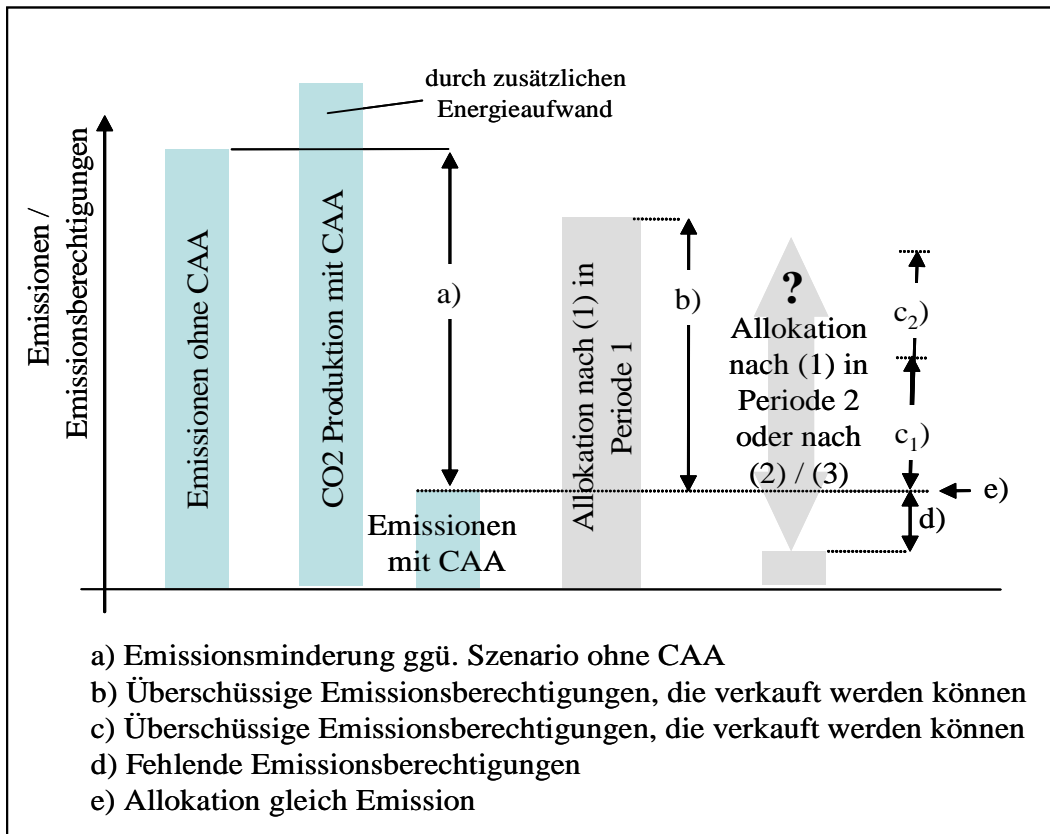 durch zusätzlichen
Energieaufwand
Emissionen /
Emissionsberechtigungen
Emissionen ohne CAA
CO2 Produktion mit CAA
a)
Emissionen
mit CAA
Allokation nach (1) in
Periode 1
b)
?
Allokation
nach (1) in
Periode 2
oder nach
(2) / (3)
c2)
c1)
e)
d)
a) Emissionsminderung ggü. Szenario ohne CAA
b) Überschüssige Emissionsberechtigungen, die verkauft werden können
c) Überschüssige Emissionsberechtigungen, die verkauft werden können
d) Fehlende Emissionsberechtigungen
e) Allokation gleich Emission